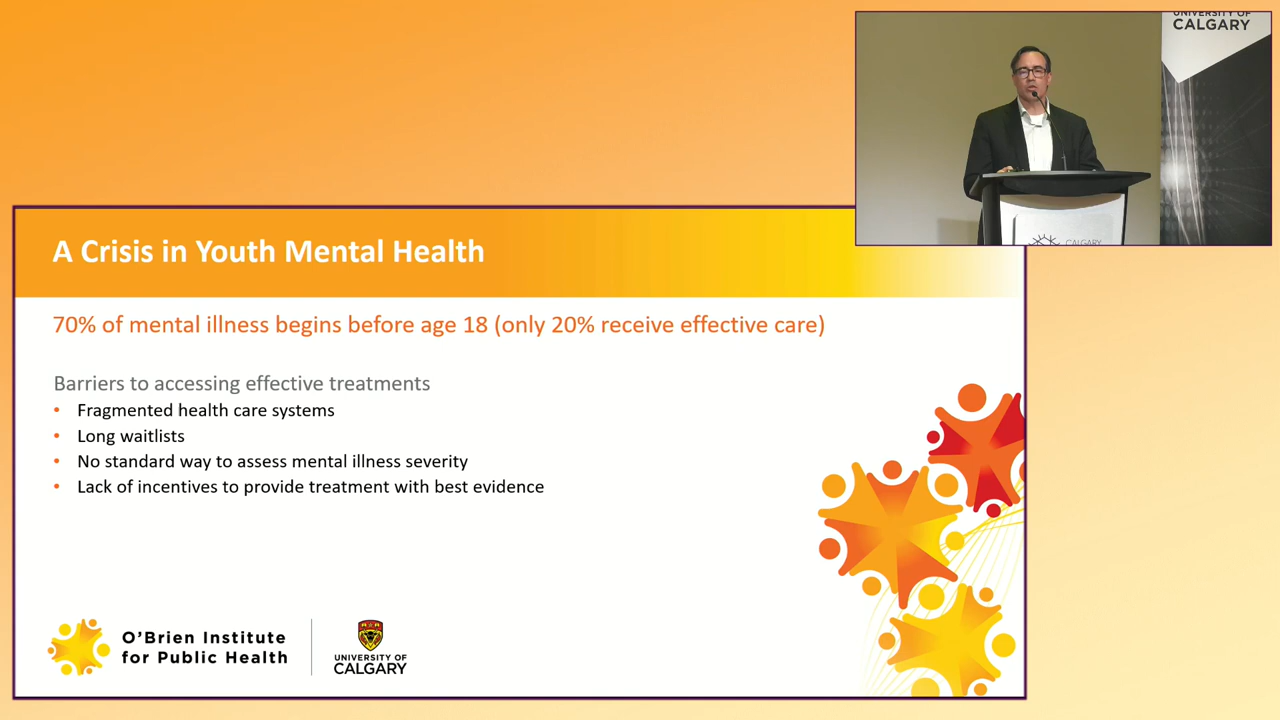 UNIVERSITY OF
CALGARY
CALGARY
A Crisis in Youth Mental Health
70% of mental illness begins before age 18 (only 20% receive effective care)
Barriers to accessing effective treatments
• Fragmented health care systems
• Long waitlists
• No standard way to assess mental illness severity
• Lack of incentives to provide treatment with best evidence
O'Brien Institute
for Public Health
UNIVERSITY OF
CALGARY